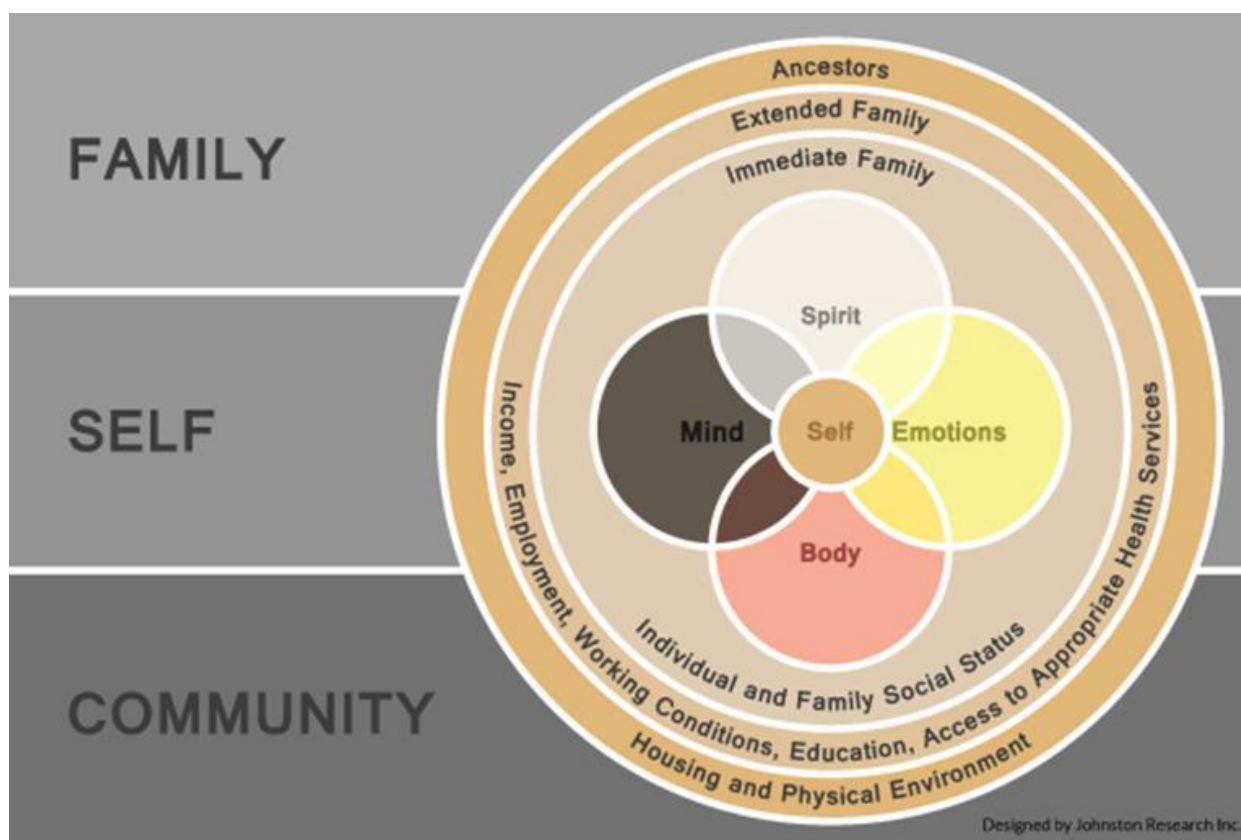 FAMILY
SELF
COMMUNITY
Ancestors
Extended Family
Immediate Family
Spirit
Mind
Self
Emotions
Body
Individual and Family Social Status
Income, Employment, Working Conditions, Education, Access to Appropriate Health Services
Housing and Physical Environment
Designed by Johnston Research Inc.